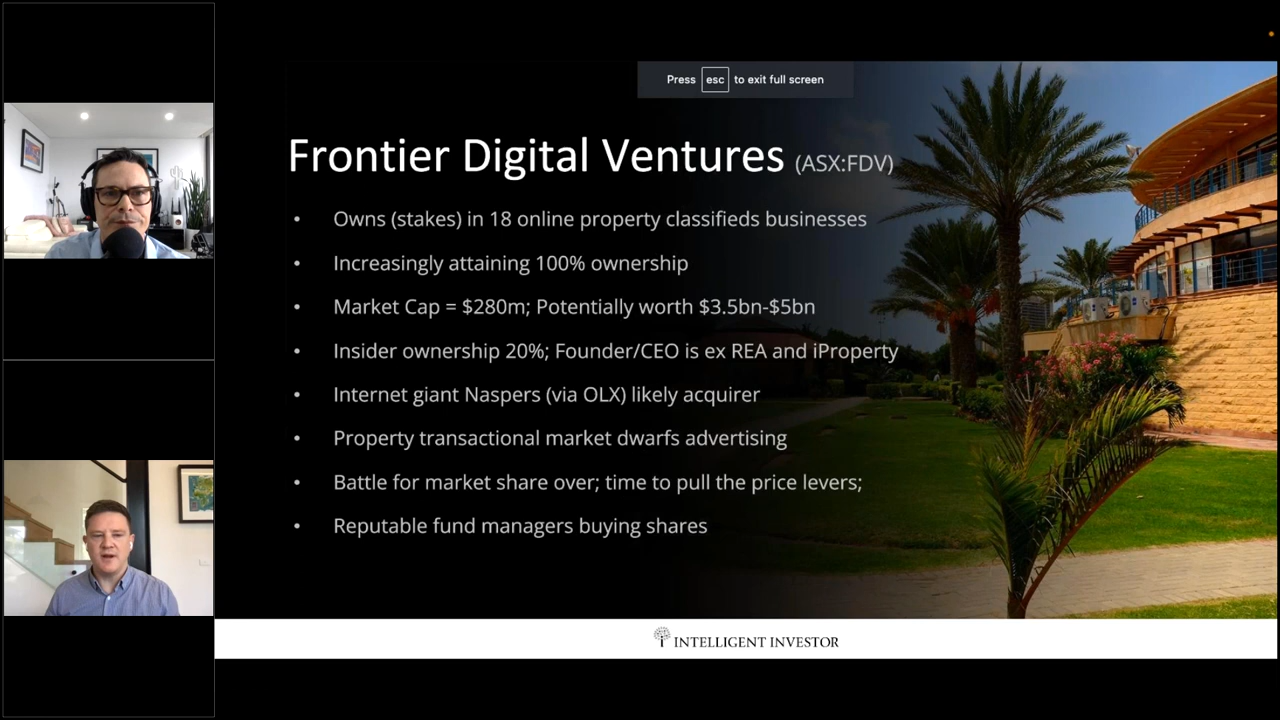 Press esc to exit full screen
Frontier Digital Ventures (ASX:FDV)
• Owns (stakes) in 18 online property classifieds businesses
• Increasingly attaining 100% ownership
• Market Cap = $280m; Potentially worth $3.5bn-$5bn
• Insider ownership 20%; Founder/CEO is ex REA and iProperty
• Internet giant Naspers (via OLX) likely acquirer
• Property transactional market dwarfs advertising
• Battle for market share over; time to pull the price levers;
• Reputable fund managers buying shares
INTELLIGENT INVESTOR